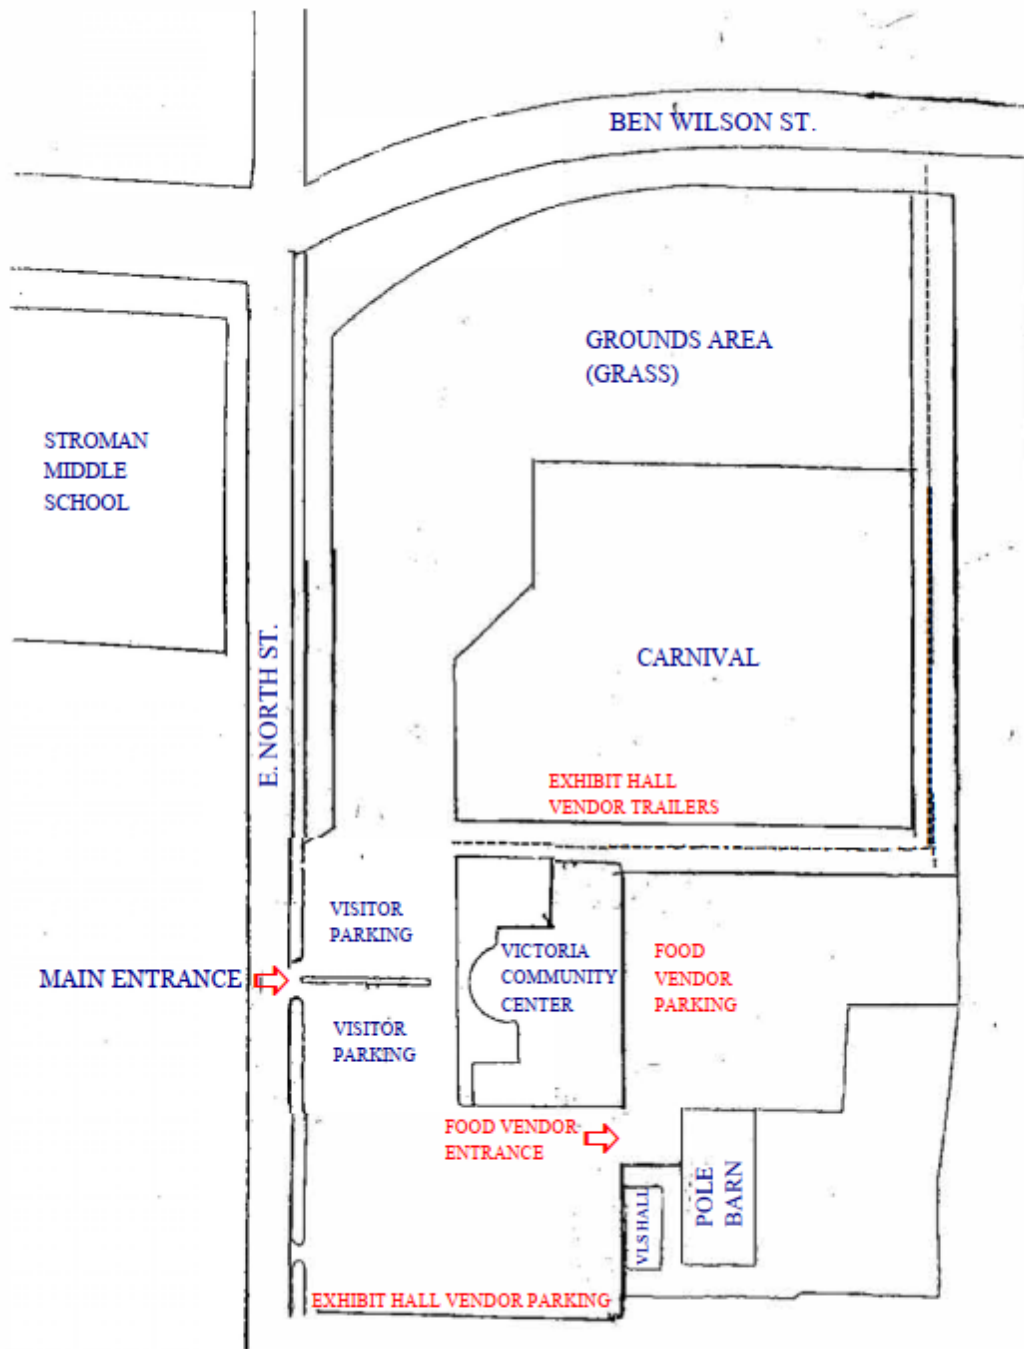 BEN WILSON ST.
GROUNDS AREA
(GRASS)
STROMAN
MIDDLE
SCHOOL
E. NORTH ST.
CARNIVAL
EXHIBIT HALL
VENDOR TRAILERS
VISITOR
PARKING
MAIN ENTRANCE
VICTORIA
COMMUNITY
CENTER
FOOD
VENDOR
PARKING
VISITOR
PARKING
FOOD VENDOR
ENTRANCE
VLS HALL
POLE
BARN
EXHIBIT HALL VENDOR PARKING